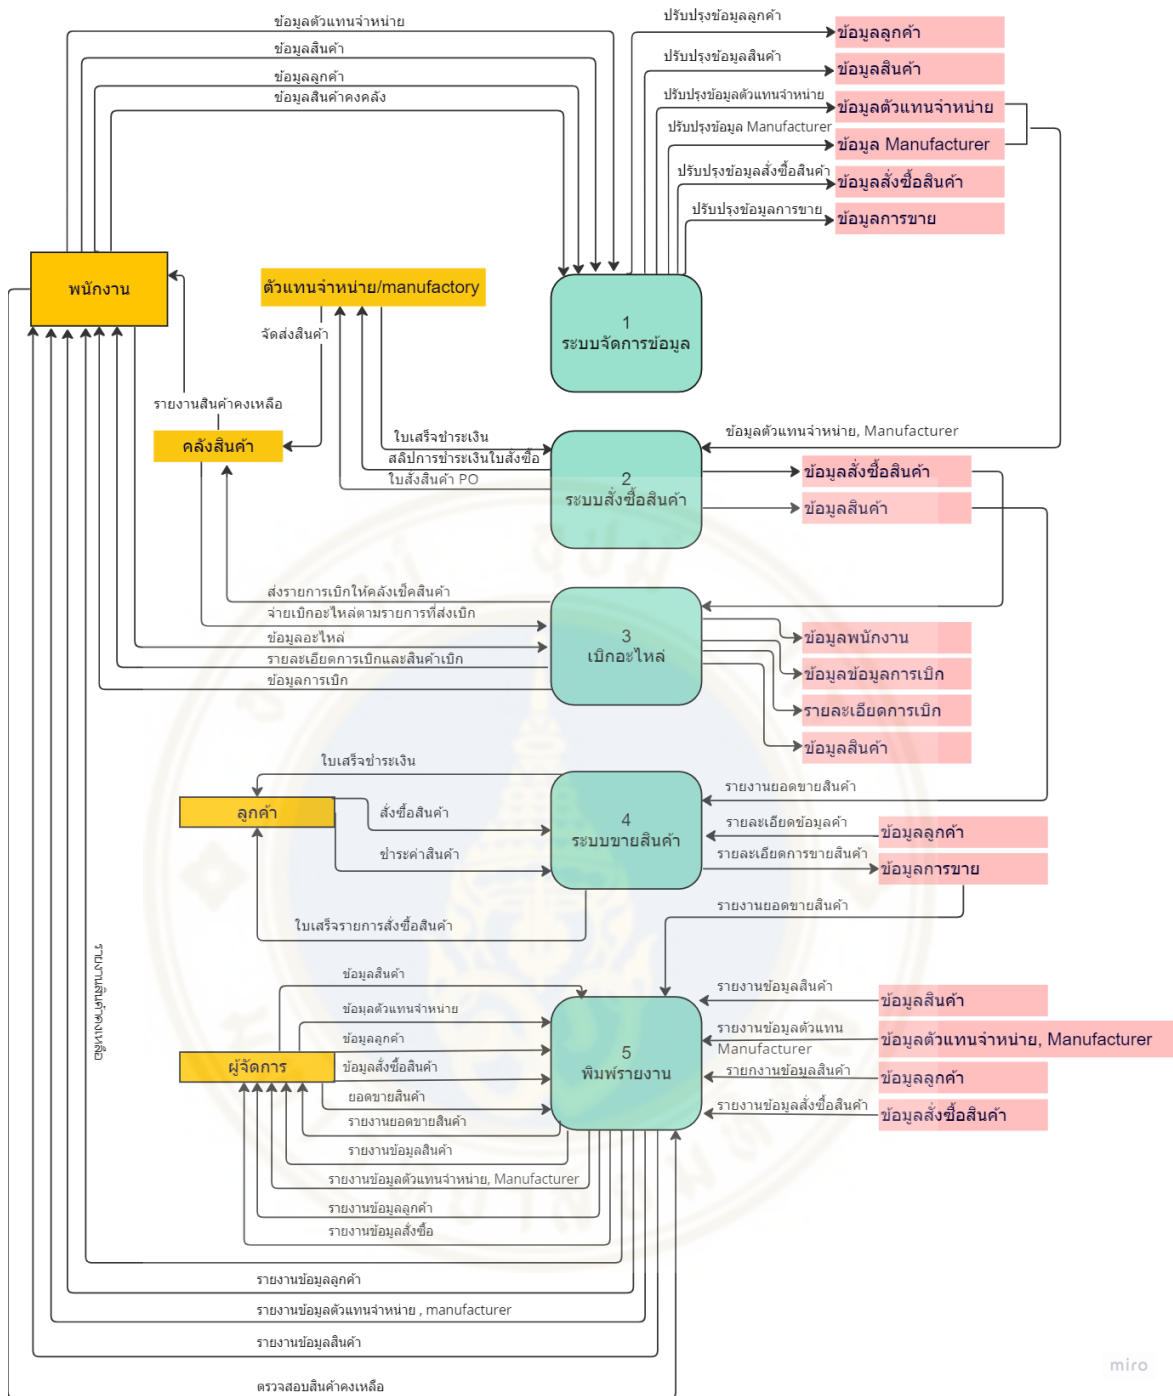 ข้อมูลตัวแทนจำหน่าย
ข้อมูลสินค้า
ข้อมูลลูกค้า
ข้อมูลสินค้าคงคลัง
ปรับปรุงข้อมูลลูกค้า
ข้อมูลลูกค้า
ปรับปรุงข้อมูลสินค้า
ข้อมูลสินค้า
ปรับปรุงข้อมูลตัวแทนจำหน่าย
ข้อมูลตัวแทนจำหน่าย
ปรับปรุงข้อมูล Manufacturer
ข้อมูล Manufacturer
ปรับปรุงข้อมูลสั่งซื้อสินค้า
ข้อมูลสั่งซื้อสินค้า
ปรับปรุงข้อมูลการขาย
ข้อมูลการขาย
พนักงาน
ตัวแทนจำหน่าย/manufactory
1
ระบบจัดการข้อมูล
จัดส่งสินค้า
รายงานสินค้าคงเหลือ
คลังสินค้า
ใบเสร็จชำระเงิน
สลิปการชำระเงินใบสั่งซื้อ
ใบสั่งสินค้า PO
2
ระบบสั่งซื้อสินค้า
ข้อมูลตัวแทนจำหน่าย, Manufacturer
ข้อมูลสั่งซื้อสินค้า
ข้อมูลสินค้า
ส่งรายการเบิกให้คลังเช็คสินค้า
จ่ายเบิกอะไหล่ตามรายการที่ส่งเบิก
ข้อมูลอะไหล่
รายละเอียดการเบิกและสินค้าเบิก
ข้อมูลการเบิก
3
เบิกอะไหล่
ข้อมูลพนักงาน
ข้อมูลข้อมูลการเบิก
รายละเอียดการเบิก
ข้อมูลสินค้า
ใบเสร็จชำระเงิน
ลูกค้า
สั่งซื้อสินค้า
ชำระค่าสินค้า
ใบเสร็จรายการสั่งซื้อสินค้า
4
ระบบขายสินค้า
รายงานยอดขายสินค้า
รายละเอียดข้อมูลค้า
ข้อมูลลูกค้า
รายละเอียดการขายสินค้า
ข้อมูลการขาย
รายงานยอดขายสินค้า
รายงานสินค้าคงเหลือ
ข้อมูลสินค้า
ข้อมูลตัวแทนจำหน่าย
ข้อมูลลูกค้า
ผู้จัดการ
ข้อมูลสั่งซื้อสินค้า
ยอดขายสินค้า
รายงานยอดขายสินค้า
รายงานข้อมูลสินค้า
รายงานข้อมูลตัวแทนจำหน่าย, Manufacturer
รายงานข้อมูลลูกค้า
รายงานข้อมูลสั่งซื้อ
5
พิมพ์รายงาน
รายงานข้อมูลสินค้า
ข้อมูลสินค้า
รายงานข้อมูลตัวแทน
Manufacturer
ข้อมูลตัวแทนจำหน่าย, Manufacturer
รายกงานข้อมูลสินค้า
ข้อมูลลูกค้า
รายงานข้อมูลสั่งซื้อสินค้า
ข้อมูลสั่งซื้อสินค้า
รายงานข้อมูลลูกค้า
รายงานข้อมูลตัวแทนจำหน่าย , manufacturer
รายงานข้อมูลสินค้า
ตรวจสอบสินค้าคงเหลือ
miro